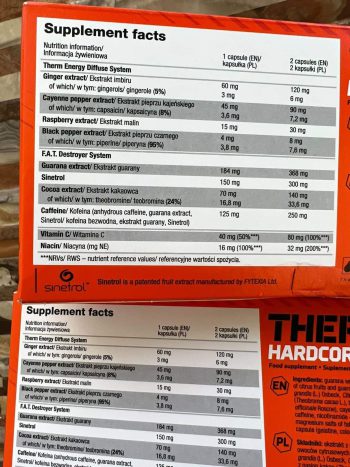 Supplement facts
Nutrition information/
Informacja żywieniowa
1 capsule (EN)/
kapsułka (PL)
2 capsules (EN)/
2 kapsułki (PL)
Therm Energy Diffuse System
Ginger extract/ Ekstrakt imbiru 60 mg 120 mg
of which/ w tym: gingerols/ gingerole (5%) 3 mg 6 mg
Cayenne pepper extract/ Ekstrakt pieprzu kajeńskiego 45 mg 90 mg
of which/ w tym: capsaicin/ kapsaicyna (8%) 3,6 mg 7,2 mg
Raspberry extract/ Ekstrakt malin 15 mg 30 mg
Black pepper extract/ Ekstrakt pieprzu czarnego 4 mg 8 mg
of which/ w tym: piperine/ piperyna (95%) 3,8 mg 7,6 mg
F.A.T. Destroyer System
Guarana extract/ Ekstrakt guarany 184 mg 368 mg
Sinetrol 150 mg 300 mg
Cocoa extract/ Ekstrakt kakaowca 70 mg 140 mg
of which/ w tym: theobromine/ teobromina (24%) 16,8 mg 33,6 mg
Caffeine/ Kofeina (anhydrous caffeine, guarana extract, 125 mg 250 mg
Sinetrol/ kofeina bezwodna, ekstrakt guarany, Sinetrol)
Vitamin C/ Witamina C 40 mg (50%***) 80 mg (100%***)
Niacin/ Niacyna (mg NE) 16 mg (100%***) 32 mg (200%***)
***NRVs/ RWS – nutrient reference values/ referencyjne wartości spożycia.
sinetrol™
Sinetrol is a patented fruit extract manufactured by FYTEXIA Ltd.
Supplement facts
Nutrition information/
Informacja żywieniowa
1 capsule (EN)/
kapsułka (PL)
2 capsules (EN)/
2 kapsułki (PL)
Therm Energy Diffuse System
Ginger extract/ Ekstrakt imbiru 60 mg 120 mg
of which/ w tym: gingerols/ gingerole (5%) 3 mg 6 mg
Cayenne pepper extract/ Ekstrakt pieprzu kajeńskiego 45 mg 90 mg
of which/ w tym: capsaicin/ kapsaicyna (8%) 3,6 mg 7,2 mg
Raspberry extract/ Ekstrakt malin 15 mg 30 mg
Black pepper extract/ Ekstrakt pieprzu czarnego 4 mg 8 mg
of which/ w tym: piperine/ piperyna (95%) 3,8 mg 7,6 mg
F.A.T. Destroyer System
Guarana extract/ Ekstrakt guarany 184 mg 368 mg
Sinetrol 150 mg 300 mg
Cocoa extract/ Ekstrakt kakaowca 70 mg 140 mg
of which/ w tym: theobromine/ teobromina (24%) 16,8 mg 33,6 mg
Caffeine/ Kofeina (anhydrous caffeine, guarana extract, 125 mg 250 mg
THER
HARDCOR
Food supplement • Suplement
EN
PL